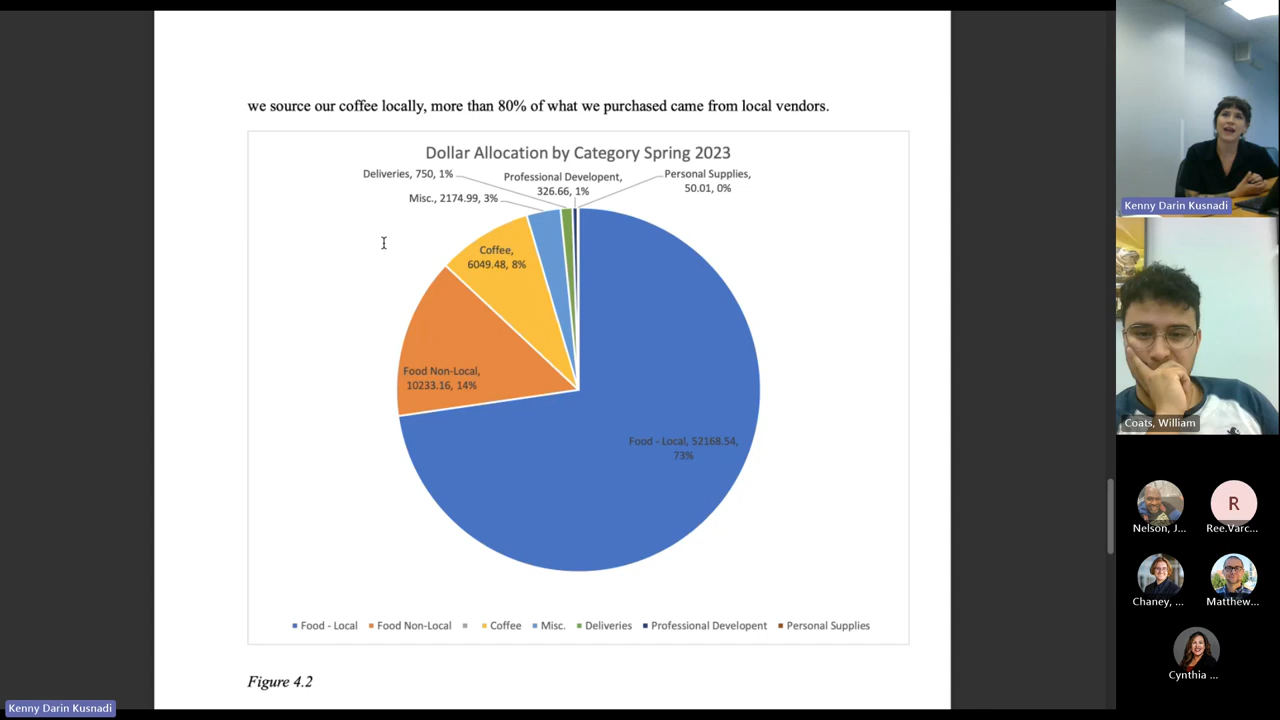 we source our coffee locally, more than 80% of what we purchased came from local vendors.
Dollar Allocation by Category Spring 2023
Deliveries, 750, 1%
Professional Developent,
326.66, 1%
Personal Supplies,
50.01, 0%
Misc., 2174.99, 3%
Coffee,
6049.48, 8%
Food Non-Local,
10233.16, 14%
Food - Local, 52168.54,
73%
Food - Local Food Non-Local Coffee Misc. Deliveries Professional Developent Personal Supplies
Figure 4.2
Kenny Darin Kusnadi
Kenny Darin Kusnadi
Coats, William
R
Nelson, J...
Ree.Varc...
Chaney, ...
Matthew...
Cynthia ...